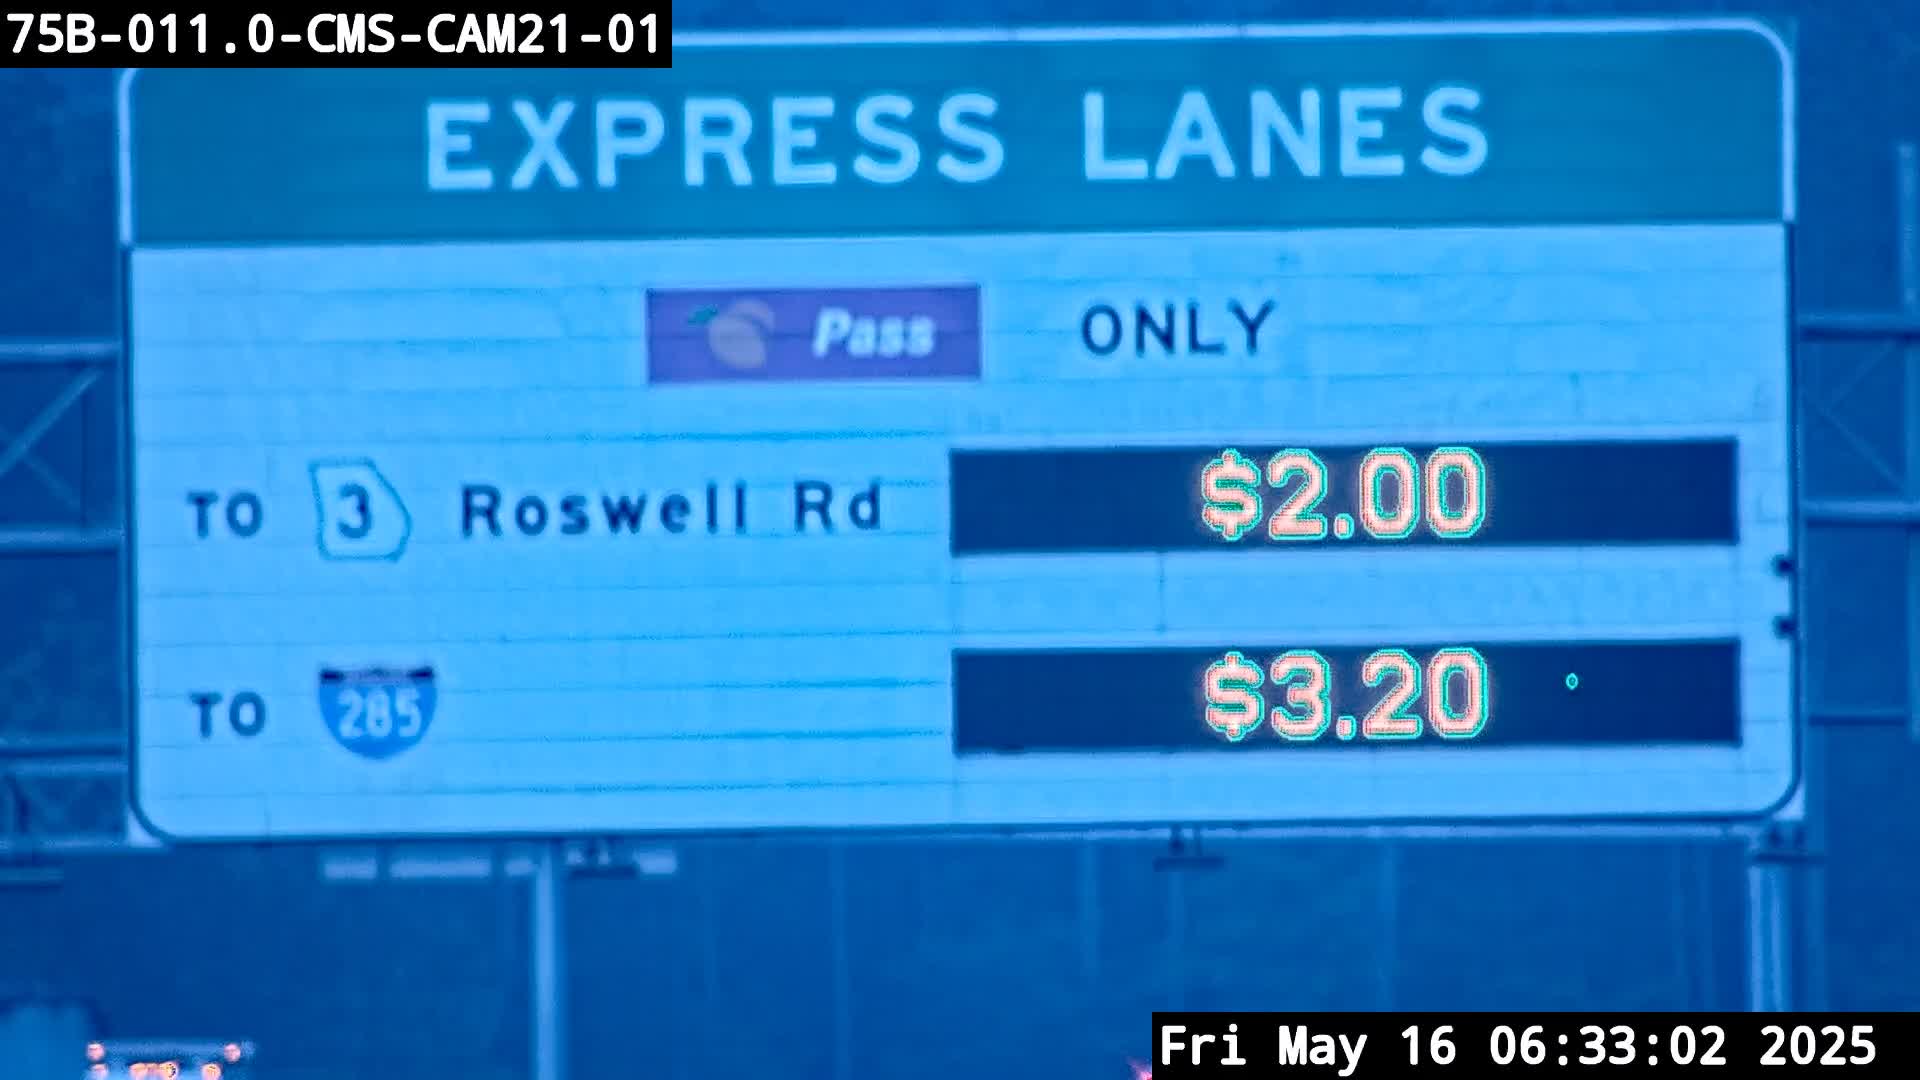 75B-011.0-CMS-CAM21-01
EXPRESS LANES
Pass ONLY
TO 3 Roswell Rd $2.00
TO 285 $3.20
Fri May 16 06:33:02 2025